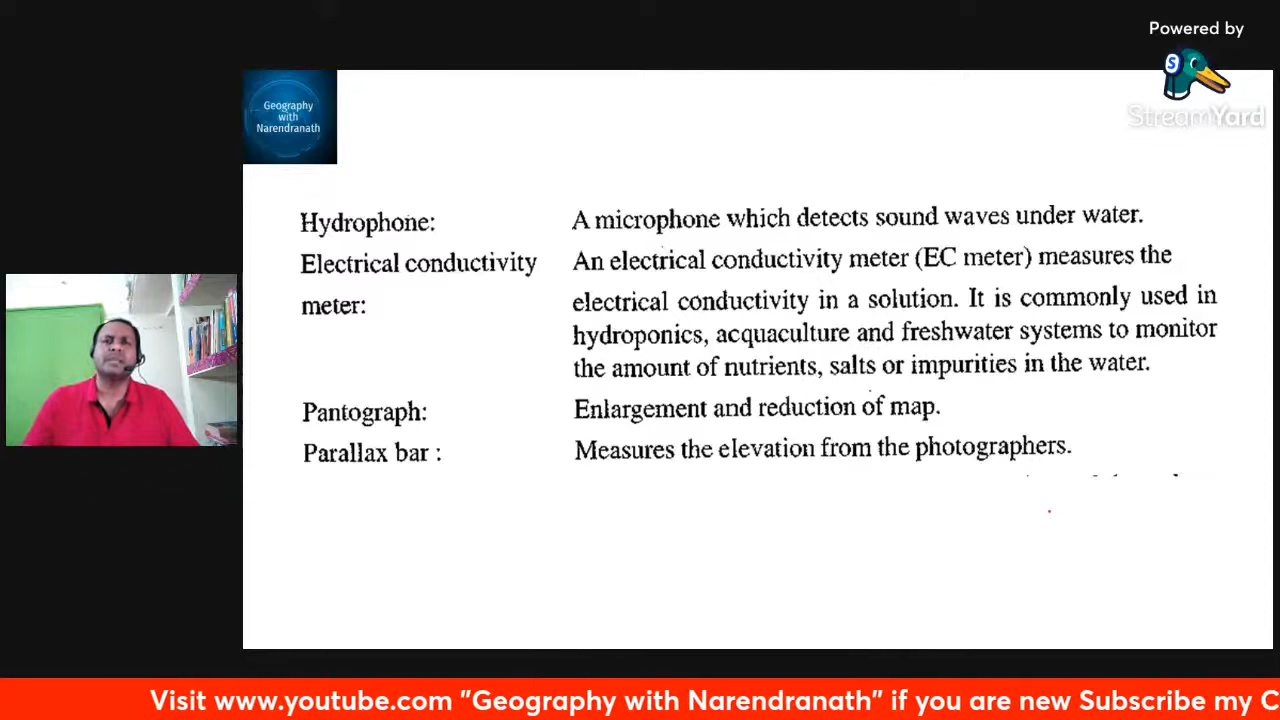 Powered by
S
StreamYard
Geography
with
Narendranath
Hydrophone: A microphone which detects sound waves under water.
Electrical conductivity An electrical conductivity meter (EC meter) measures the
meter: electrical conductivity in a solution. It is commonly used in
hydroponics, acquaculture and freshwater systems to monitor
the amount of nutrients, salts or impurities in the water.
Pantograph: Enlargement and reduction of map.
Parallax bar : Measures the elevation from the photographers.
Visit www.youtube.com "Geography with Narendranath" if you are new Subscribe my C